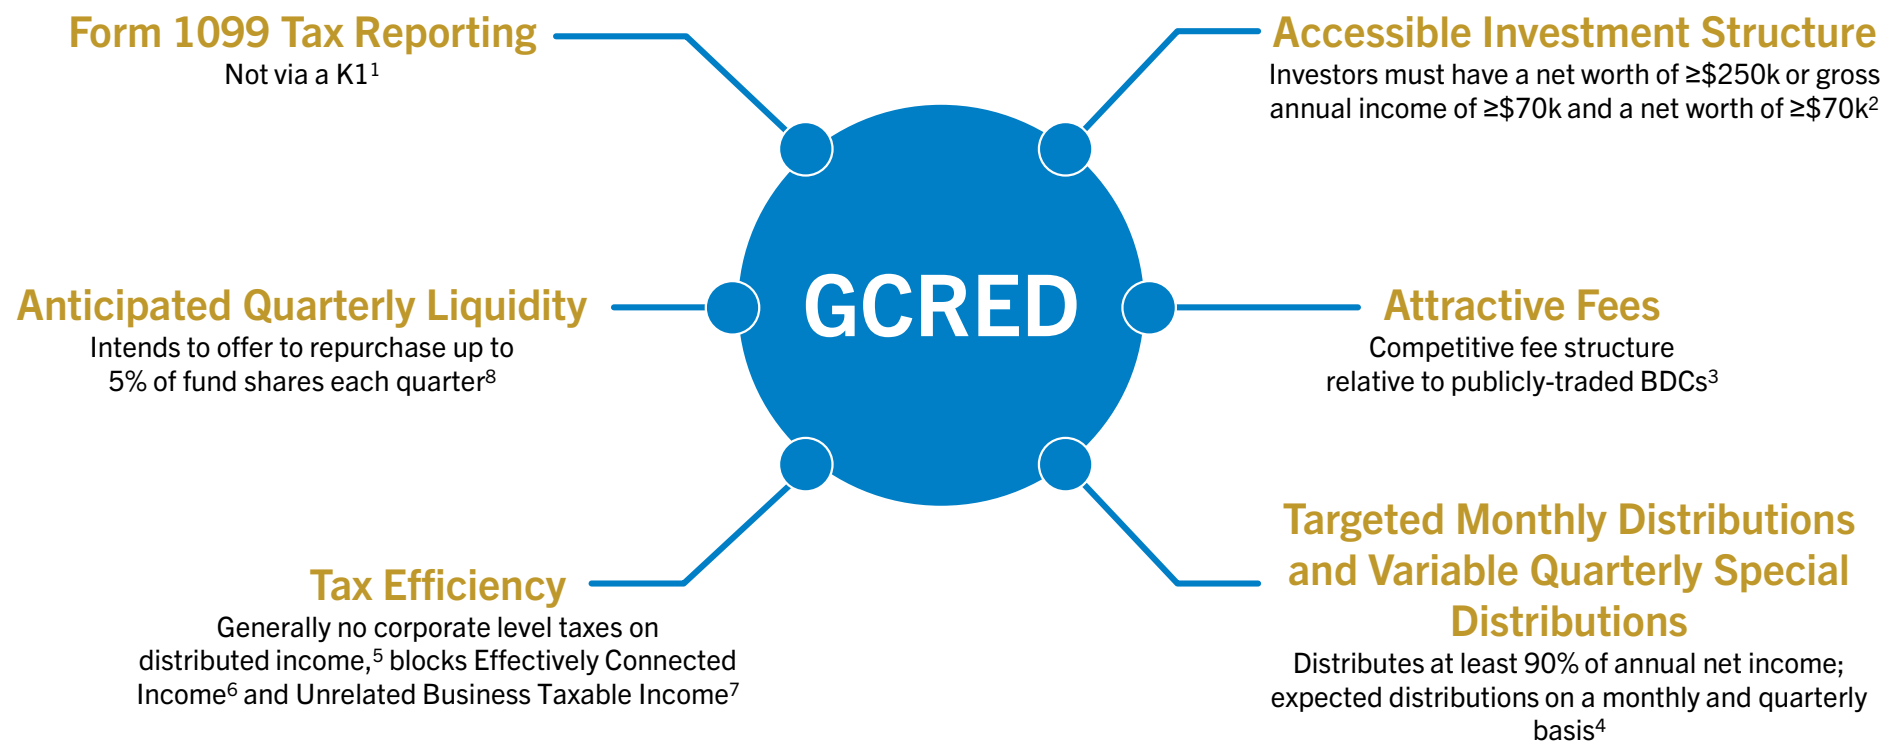 Form 1099 Tax Reporting
Not via a K1¹
Accessible Investment Structure
Investors must have a net worth of ≥$250k or gross
annual income of ≥$70k and a net worth of ≥$70k²
GCRED
Anticipated Quarterly Liquidity
Intends to offer to repurchase up to
5% of fund shares each quarter⁸
Attractive Fees
Competitive fee structure
relative to publicly-traded BDCs³
Tax Efficiency
Generally no corporate level taxes on
distributed income,⁵ blocks Effectively Connected
Income⁶ and Unrelated Business Taxable Income⁷
Targeted Monthly Distributions
and Variable Quarterly Special
Distributions
Distributes at least 90% of annual net income;
expected distributions on a monthly and quarterly
basis⁴